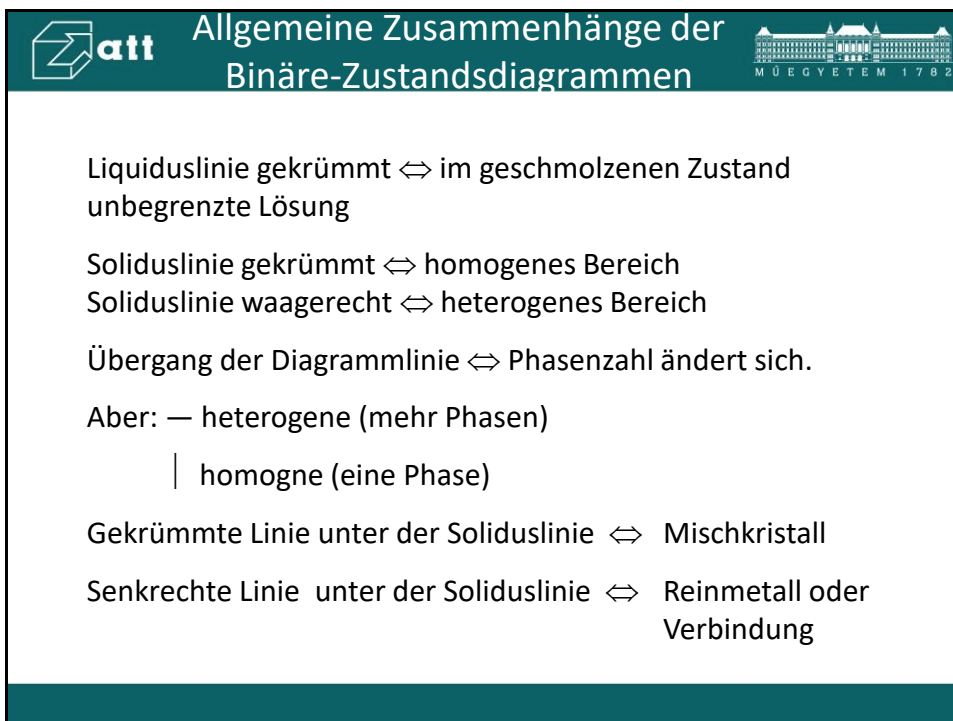 att
Allgemeine Zusammenhänge der
Binäre-Zustandsdiagrammen
MŰEGYETEM 1782
Liquiduslinie gekrümmt ⇔ im geschmolzenen Zustand
unbegrenzte Lösung
Soliduslinie gekrümmt ⇔ homogenes Bereich
Soliduslinie waagerecht ⇔ heterogenes Bereich
Übergang der Diagrammlinie ⇔ Phasenzahl ändert sich.
Aber: — heterogene (mehr Phasen)
| homogne (eine Phase)
Gekrümmte Linie unter der Soliduslinie ⇔ Mischkristall
Senkrechte Linie unter der Soliduslinie ⇔ Reinmetall oder
Verbindung